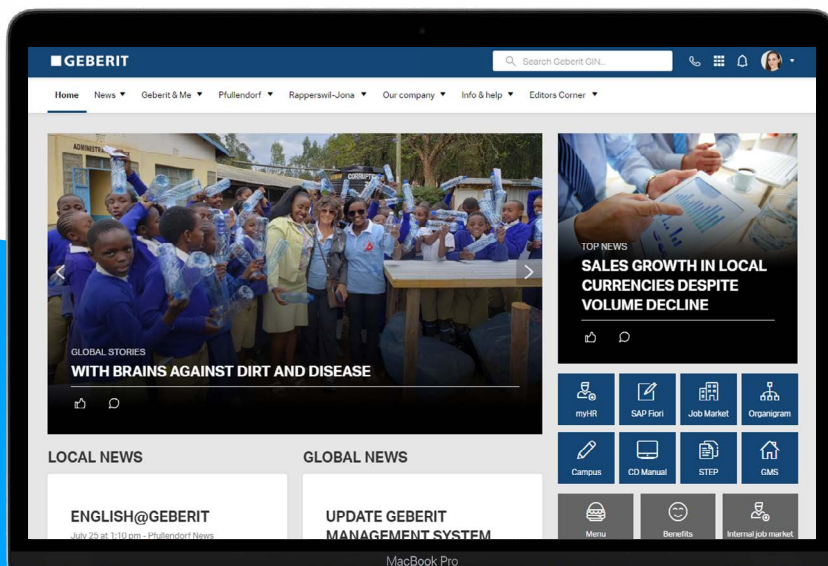 GEBERIT
Search Geberit GIN...
Home News Geberit & Me Pfullendorf Rapperswil-Jona Our company Info & help Editors Corner
CORRUPTION
GLOBAL STORIES
WITH BRAINS AGAINST DIRT AND DISEASE
TOP NEWS
SALES GROWTH IN LOCAL
CURRENCIES DESPITE
VOLUME DECLINE
myHR SAP Fiori Job Market Organigram
Campus CD Manual STEP GMS
Menu Benefits Internal job market
LOCAL NEWS
ENGLISH@GEBERIT
July 25 at 1:10 pm - Pfullendorf News
GLOBAL NEWS
UPDATE GEBERIT
MANAGEMENT SYSTEM
MacBook Pro